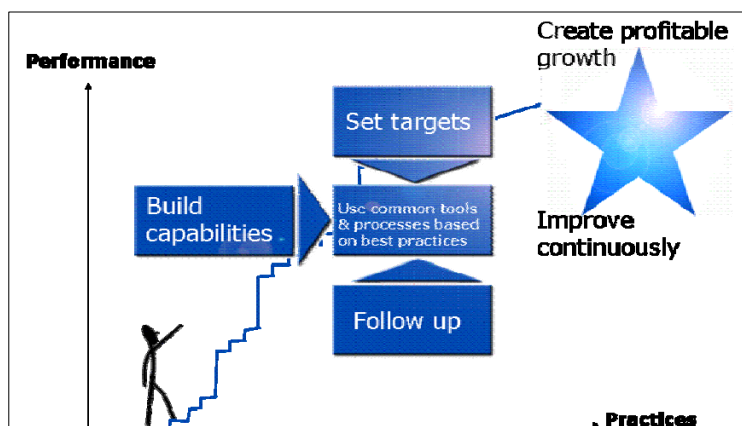 Create profitable
growth
Performance
Set targets
Build
capabilities
Use common tools
& processes based
on best practices
Improve
continuously
Follow up
Practices